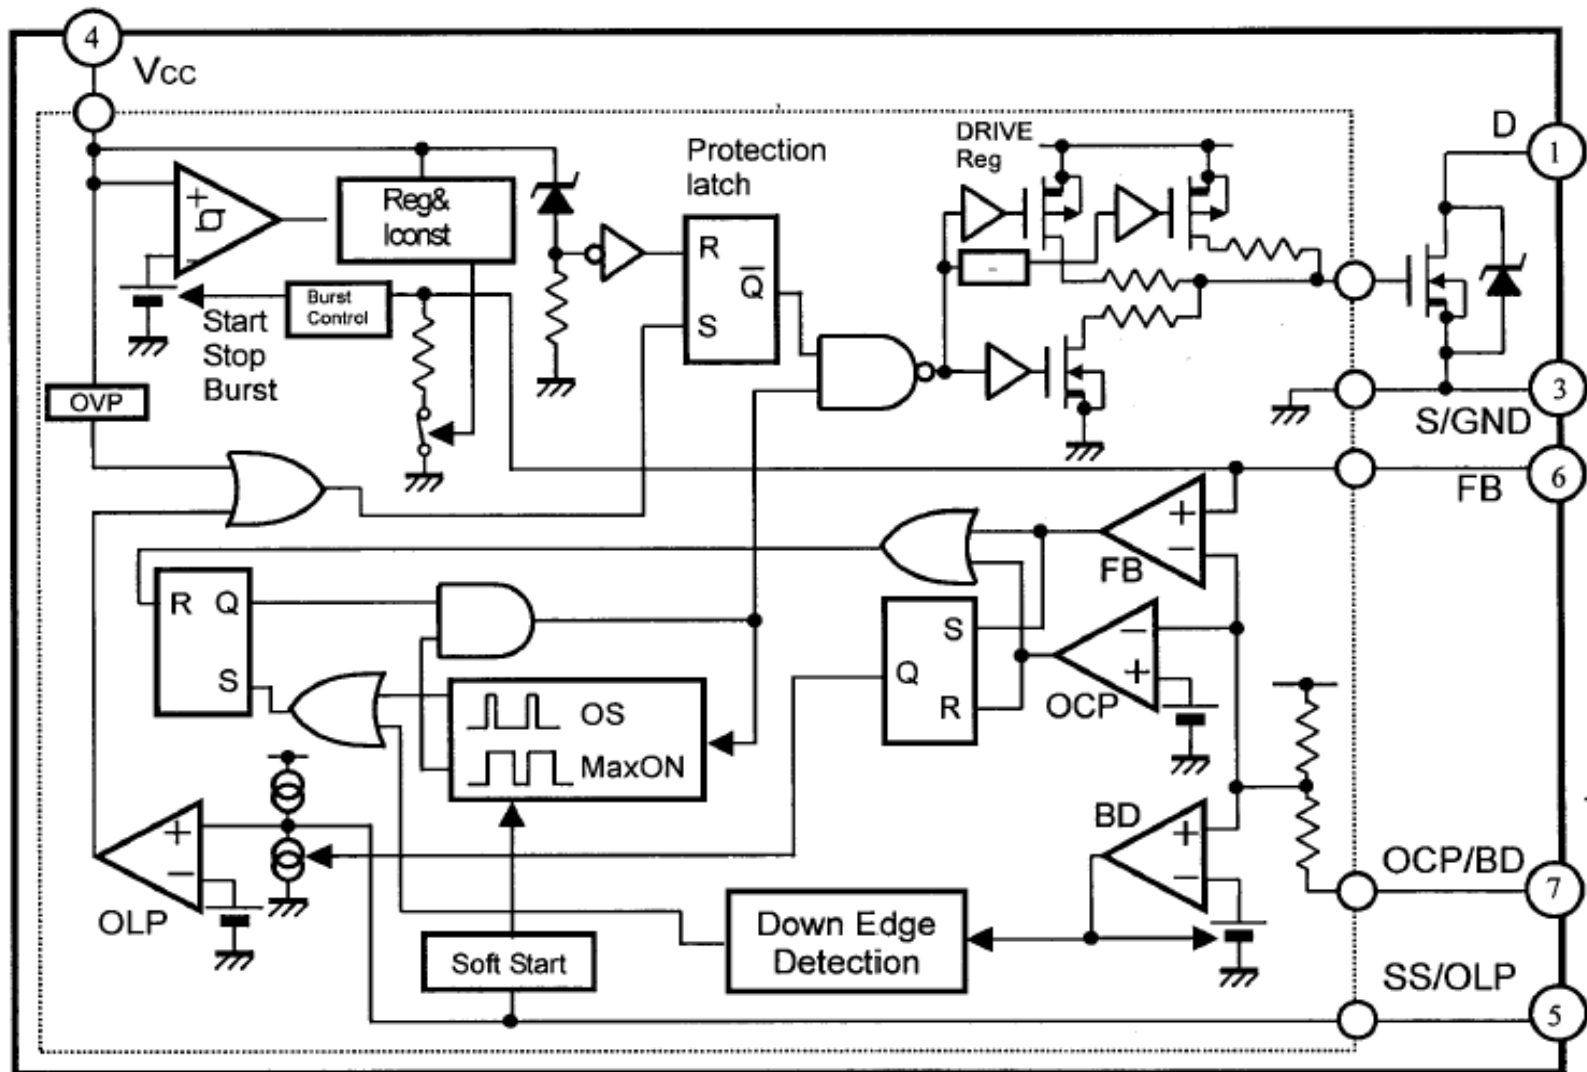 4
VCC
D
1
DRIVE
Reg
Protection
latch
+
b
-
Reg&
Iconst
R
Q
S
-
Burst
Control
Start
Stop
Burst
OVP
3
S/GND
6
FB
+
-
FB
R Q
S
S
Q
R
-
+
OCP
OS
MaxON
BD
+
-
+
-
OLP
OCP/BD
7
Down Edge
Detection
Soft Start
SS/OLP
5